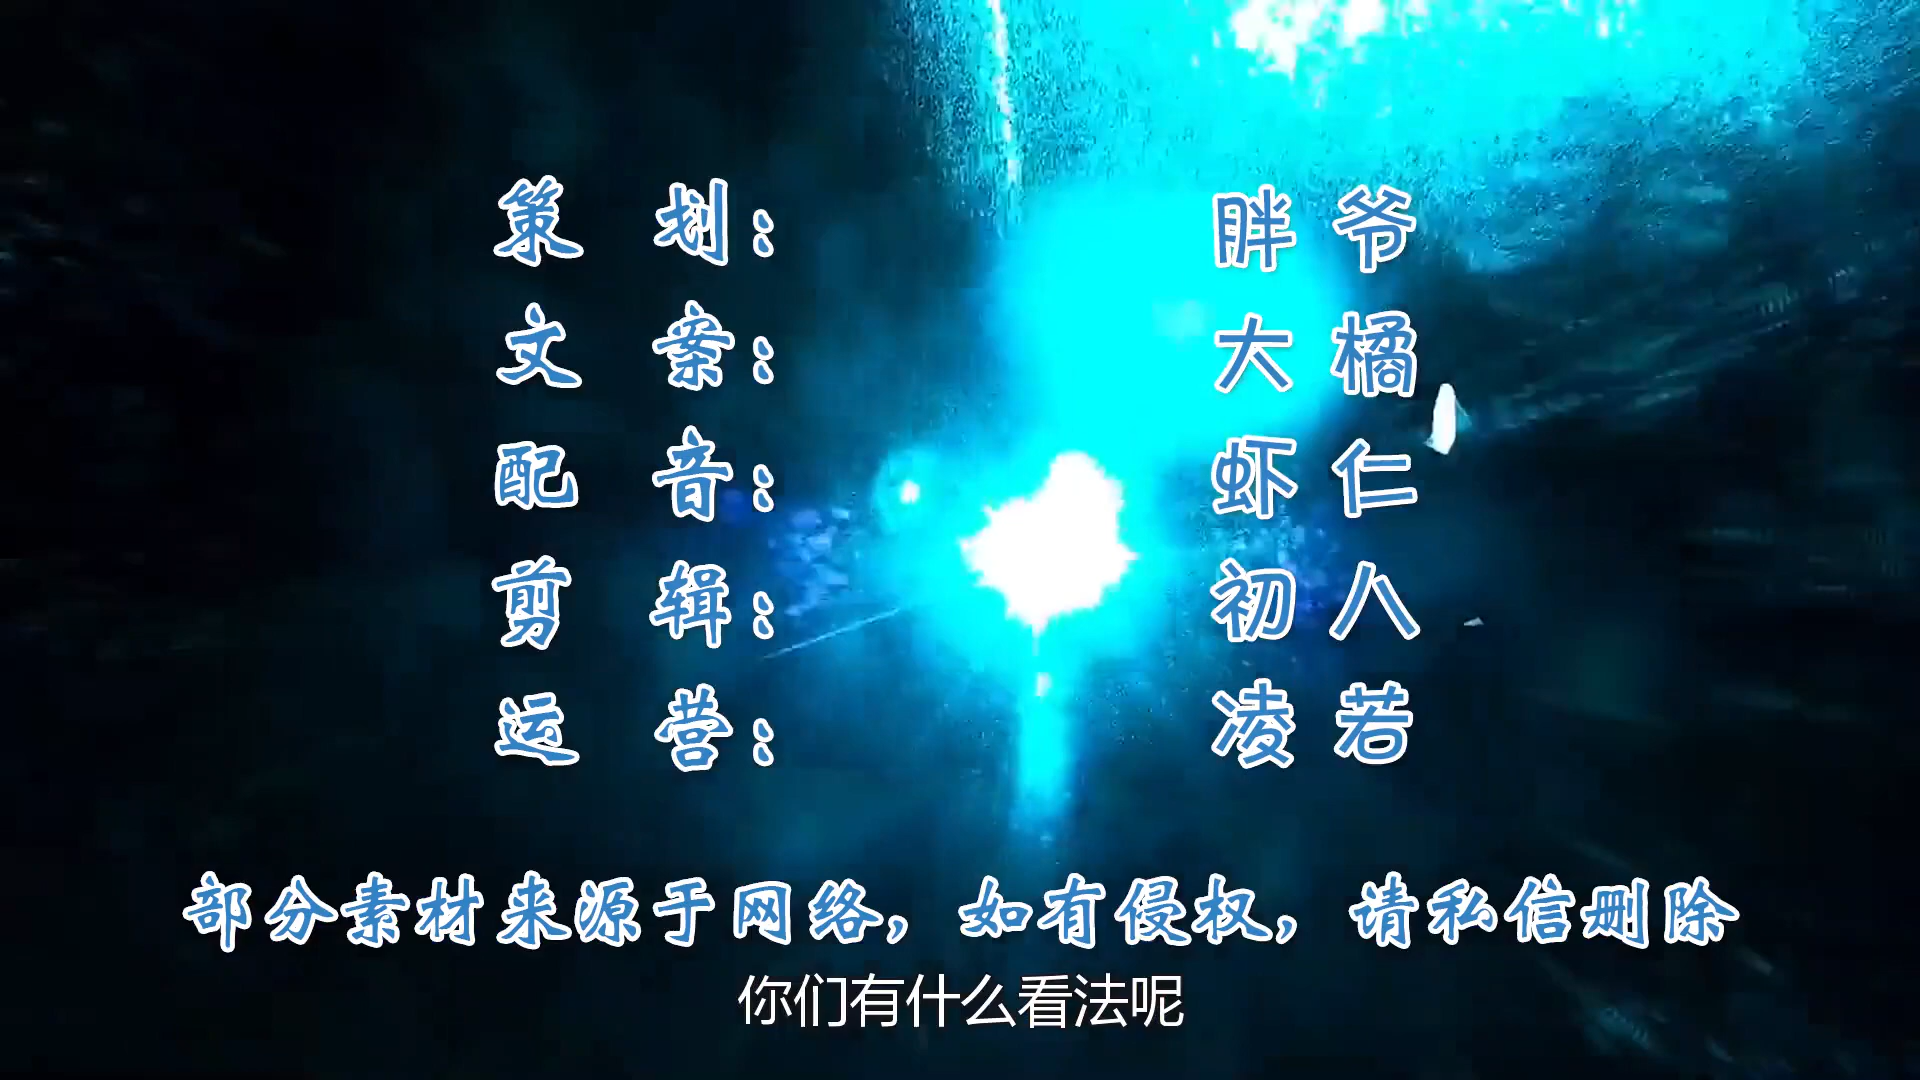 策 划： 胖 爷
文 案： 大 橘
配 音： 虾 仁
剪 辑： 初 八
运 营： 凌 若
部分素材来源于网络，如有侵权，请私信删除
你们有什么看法呢